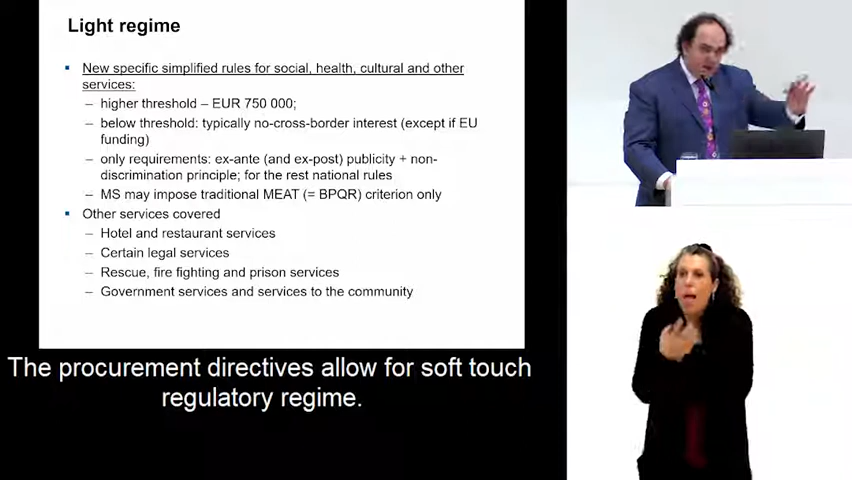 Light regime
▪ New specific simplified rules for social, health, cultural and other
services:
– higher threshold – EUR 750 000;
– below threshold: typically no-cross-border interest (except if EU
funding)
– only requirements: ex-ante (and ex-post) publicity + non-
discrimination principle; for the rest national rules
– MS may impose traditional MEAT (= BPQR) criterion only
▪ Other services covered
– Hotel and restaurant services
– Certain legal services
– Rescue, fire fighting and prison services
– Government services and services to the community
The procurement directives allow for soft touch
regulatory regime.